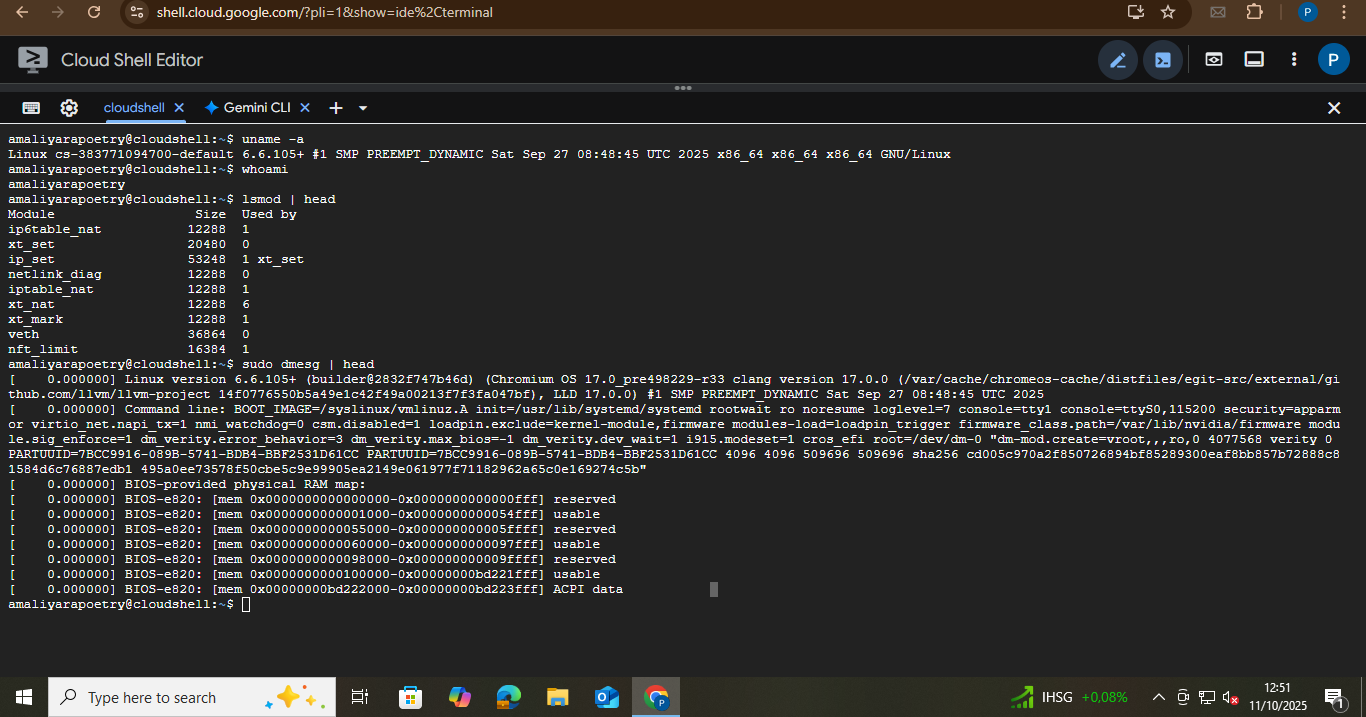 shell.cloud.google.com/?pli=1&show=ide%2Cterminal
P
Cloud Shell Editor
P
cloudshell
Gemini CLI
amaliyarapoetry@cloudshell:~$ uname -a
Linux cs-383771094700-default 6.6.105+ #1 SMP PREEMPT_DYNAMIC Sat Sep 27 08:48:45 UTC 2025 x86_64 x86_64 x86_64 GNU/Linux
amaliyarapoetry@cloudshell:~$ whoami
amaliyarapoetry
amaliyarapoetry@cloudshell:~$ lsmod | head
Module                  Size  Used by
ip6table_nat           12288  1
xt_set                 20480  0
ip_set                 53248  1 xt_set
netlink_diag           12288  0
iptable_nat            12288  1
xt_nat                 12288  6
xt_mark                12288  1
veth                   36864  0
nft_limit              16384  1
amaliyarapoetry@cloudshell:~$ sudo dmesg | head
[    0.000000] Linux version 6.6.105+ (builder@2832f747b46d) (Chromium OS 17.0_pre498229-r33 clang version 17.0.0 (/var/cache/chromeos-cache/distfiles/egit-src/external/gi
thub.com/llvm/llvm-project 14f0776550b5a49e1c42f49a00213f7f3fa047bf), LLD 17.0.0) #1 SMP PREEMPT_DYNAMIC Sat Sep 27 08:48:45 UTC 2025
[    0.000000] Command line: BOOT_IMAGE=/syslinux/vmlinuz.A init=/usr/lib/systemd/systemd rootwait ro noresume loglevel=7 console=tty1 console=ttyS0,115200 security=apparm
or virtio_net.napi_tx=1 nmi_watchdog=0 csm.disabled=1 loadpin.exclude=kernel-module,firmware modules-load=loadpin_trigger firmware_class.path=/var/lib/nvidia/firmware modu
le.sig_enforce=1 dm_verity.error_behavior=3 dm_verity.max_bios=-1 dm_verity.dev_wait=1 i915.modeset=1 cros_efi root=/dev/dm-0 "dm-mod.create=vroot,,,ro,0 4077568 verity 0
PARTUUID=7BCC9916-089B-5741-BDB4-BBF2531D61CC PARTUUID=7BCC9916-089B-5741-BDB4-BBF2531D61CC 4096 4096 509696 509696 sha256 cd005c970a2f850726894bf85289300eaf8bb857b72888c8
1584d6c76887edb1 495a0ee73578f50cbe5c9e99905ea2149e061977f71182962a65c0e169274c5b"
[    0.000000] BIOS-provided physical RAM map:
[    0.000000] BIOS-e820: [mem 0x0000000000000000-0x0000000000000fff] reserved
[    0.000000] BIOS-e820: [mem 0x0000000000001000-0x0000000000054fff] usable
[    0.000000] BIOS-e820: [mem 0x0000000000055000-0x000000000005ffff] reserved
[    0.000000] BIOS-e820: [mem 0x0000000000060000-0x0000000000097fff] usable
[    0.000000] BIOS-e820: [mem 0x0000000000098000-0x000000000009ffff] reserved
[    0.000000] BIOS-e820: [mem 0x0000000000100000-0x00000000bd221fff] usable
[    0.000000] BIOS-e820: [mem 0x00000000bd222000-0x00000000bd223fff] ACPI data
amaliyarapoetry@cloudshell:~$
Type here to search
P
IHSG +0,08%
12:51
11/10/2025
1